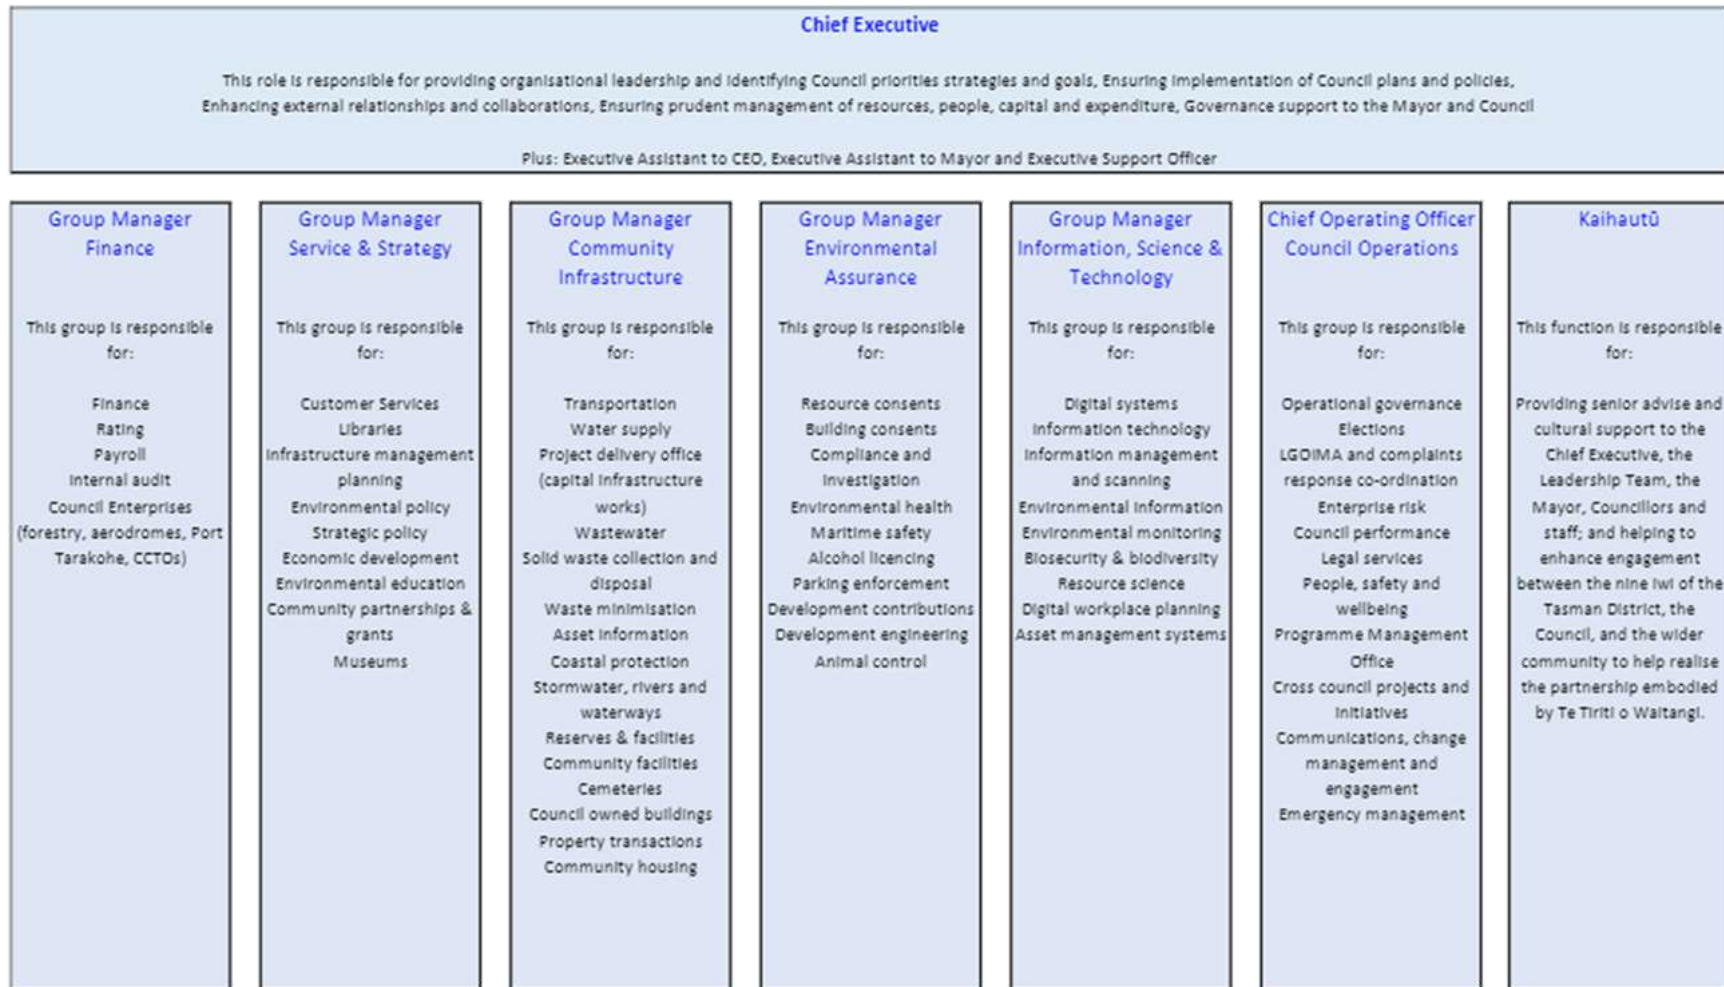 Chief Executive
This role is responsible for providing organisational leadership and identifying Council priorities strategies and goals, Ensuring implementation of Council plans and policies,
Enhancing external relationships and collaborations, Ensuring prudent management of resources, people, capital and expenditure, Governance support to the Mayor and Council
Plus: Executive Assistant to CEO, Executive Assistant to Mayor and Executive Support Officer
Group Manager
Finance
This group is responsible
for:
Finance
Rating
Payroll
Internal audit
Council Enterprises
(forestry, aerodromes, Port
Tarakohe, CCTOs)
Group Manager
Service & Strategy
This group is responsible
for:
Customer Services
Libraries
Infrastructure management
planning
Environmental policy
Strategic policy
Economic development
Environmental education
Community partnerships &
grants
Museums
Group Manager
Community
Infrastructure
This group is responsible
for:
Transportation
Water supply
Project delivery office
(capital infrastructure
works)
Wastewater
Solid waste collection and
disposal
Waste minimisation
Asset information
Coastal protection
Stormwater, rivers and
waterways
Reserves & facilities
Community facilities
Cemeteries
Council owned buildings
Property transactions
Community housing
Group Manager
Environmental
Assurance
This group is responsible
for:
Resource consents
Building consents
Compliance and
investigation
Environmental health
Maritime safety
Alcohol licencing
Parking enforcement
Development contributions
Development engineering
Animal control
Group Manager
Information, Science &
Technology
This group is responsible
for:
Digital systems
Information technology
Information management
and scanning
Environmental information
Environmental monitoring
Biosecurity & biodiversity
Resource science
Digital workplace planning
Asset management systems
Chief Operating Officer
Council Operations
This group is responsible
for:
Operational governance
Elections
LGOIMA and complaints
response co-ordination
Enterprise risk
Council performance
Legal services
People, safety and
wellbeing
Programme Management
Office
Cross council projects and
initiatives
Communications, change
management and
engagement
Emergency management
Kaihautū
This function is responsible
for:
Providing senior advise and
cultural support to the
Chief Executive, the
Leadership Team, the
Mayor, Councillors and
staff; and helping to
enhance engagement
between the nine iwi of the
Tasman District, the
Council, and the wider
community to help realise
the partnership embodied
by Te Tiriti o Waitangi.